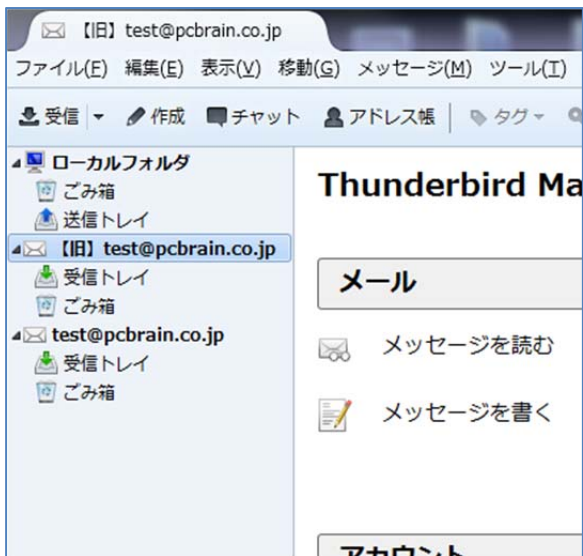 【旧】test@pcbrain.co.jp
ファイル(F) 編集(E) 表示(V) 移動(G) メッセージ(M) ツール(T)
受信 作成 チャット アドレス帳 タグ
ローカルフォルダ
ごみ箱
送信トレイ
【旧】test@pcbrain.co.jp
受信トレイ
ごみ箱
test@pcbrain.co.jp
受信トレイ
ごみ箱
Thunderbird Ma
メール
メッセージを読む
メッセージを書く
アカウント